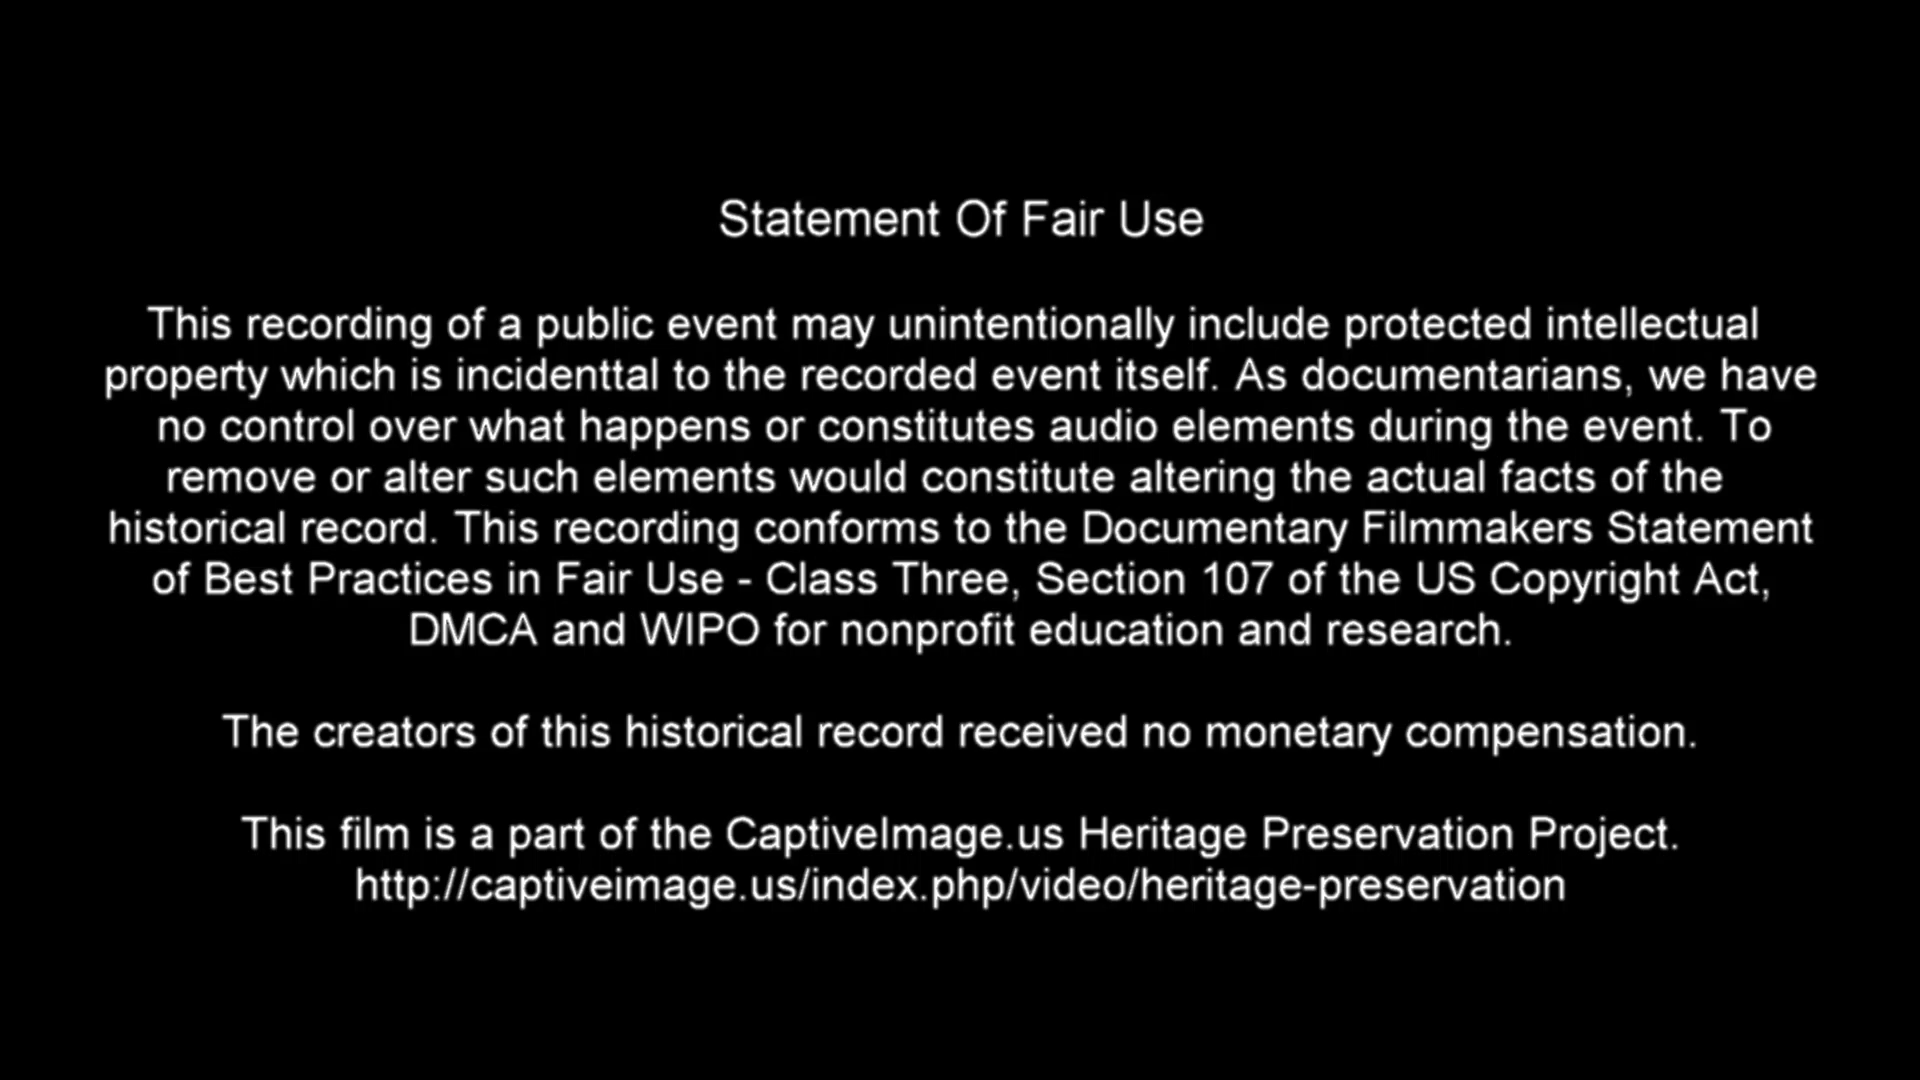 Statement Of Fair Use
This recording of a public event may unintentionally include protected intellectual
property which is incidenttal to the recorded event itself. As documentarians, we have
no control over what happens or constitutes audio elements during the event. To
remove or alter such elements would constitute altering the actual facts of the
historical record. This recording conforms to the Documentary Filmmakers Statement
of Best Practices in Fair Use - Class Three, Section 107 of the US Copyright Act,
DMCA and WIPO for nonprofit education and research.
The creators of this historical record received no monetary compensation.
This film is a part of the CaptiveImage.us Heritage Preservation Project.
http://captiveimage.us/index.php/video/heritage-preservation